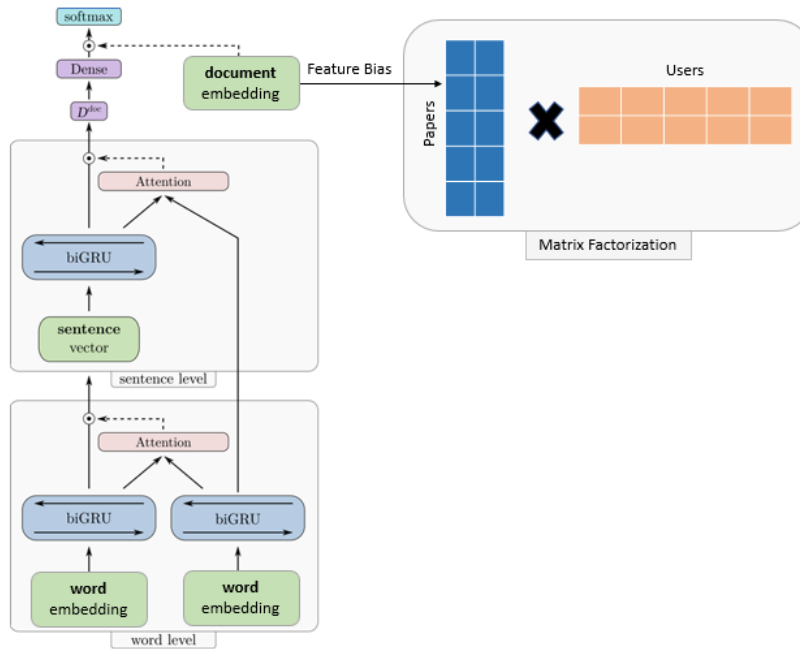 softmax
Dense
document
embedding
Feature Bias
Users
Papers
D^doc
Attention
biGRU
Matrix Factorization
sentence
vector
sentence level
Attention
biGRU
biGRU
word
embedding
word
embedding
word level